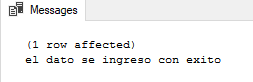 Messages
(1 row affected)
el dato se ingreso con exito